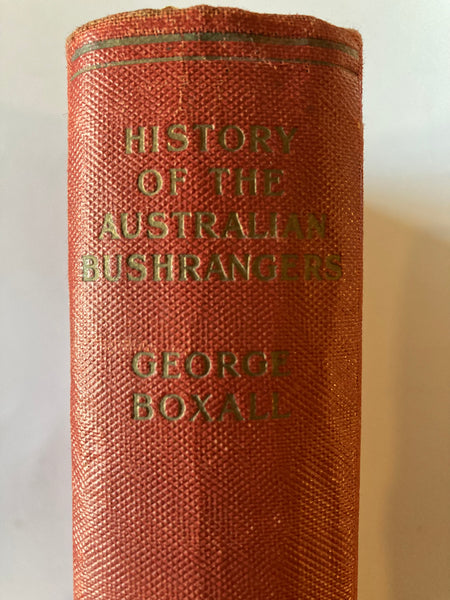 HISTORY
OF THE
AUSTRALIAN
BUSHRANGERS
GEORGE
BOXALL